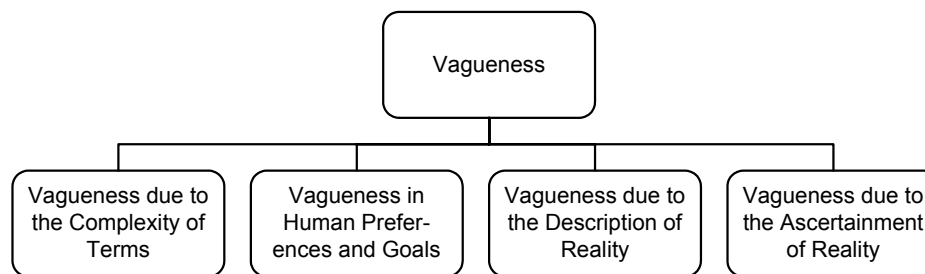 Vagueness
Vagueness due to
the Complexity of
Terms
Vagueness in
Human Prefer-
ences and Goals
Vagueness due to
the Description of
Reality
Vagueness due to
the Ascertainment
of Reality